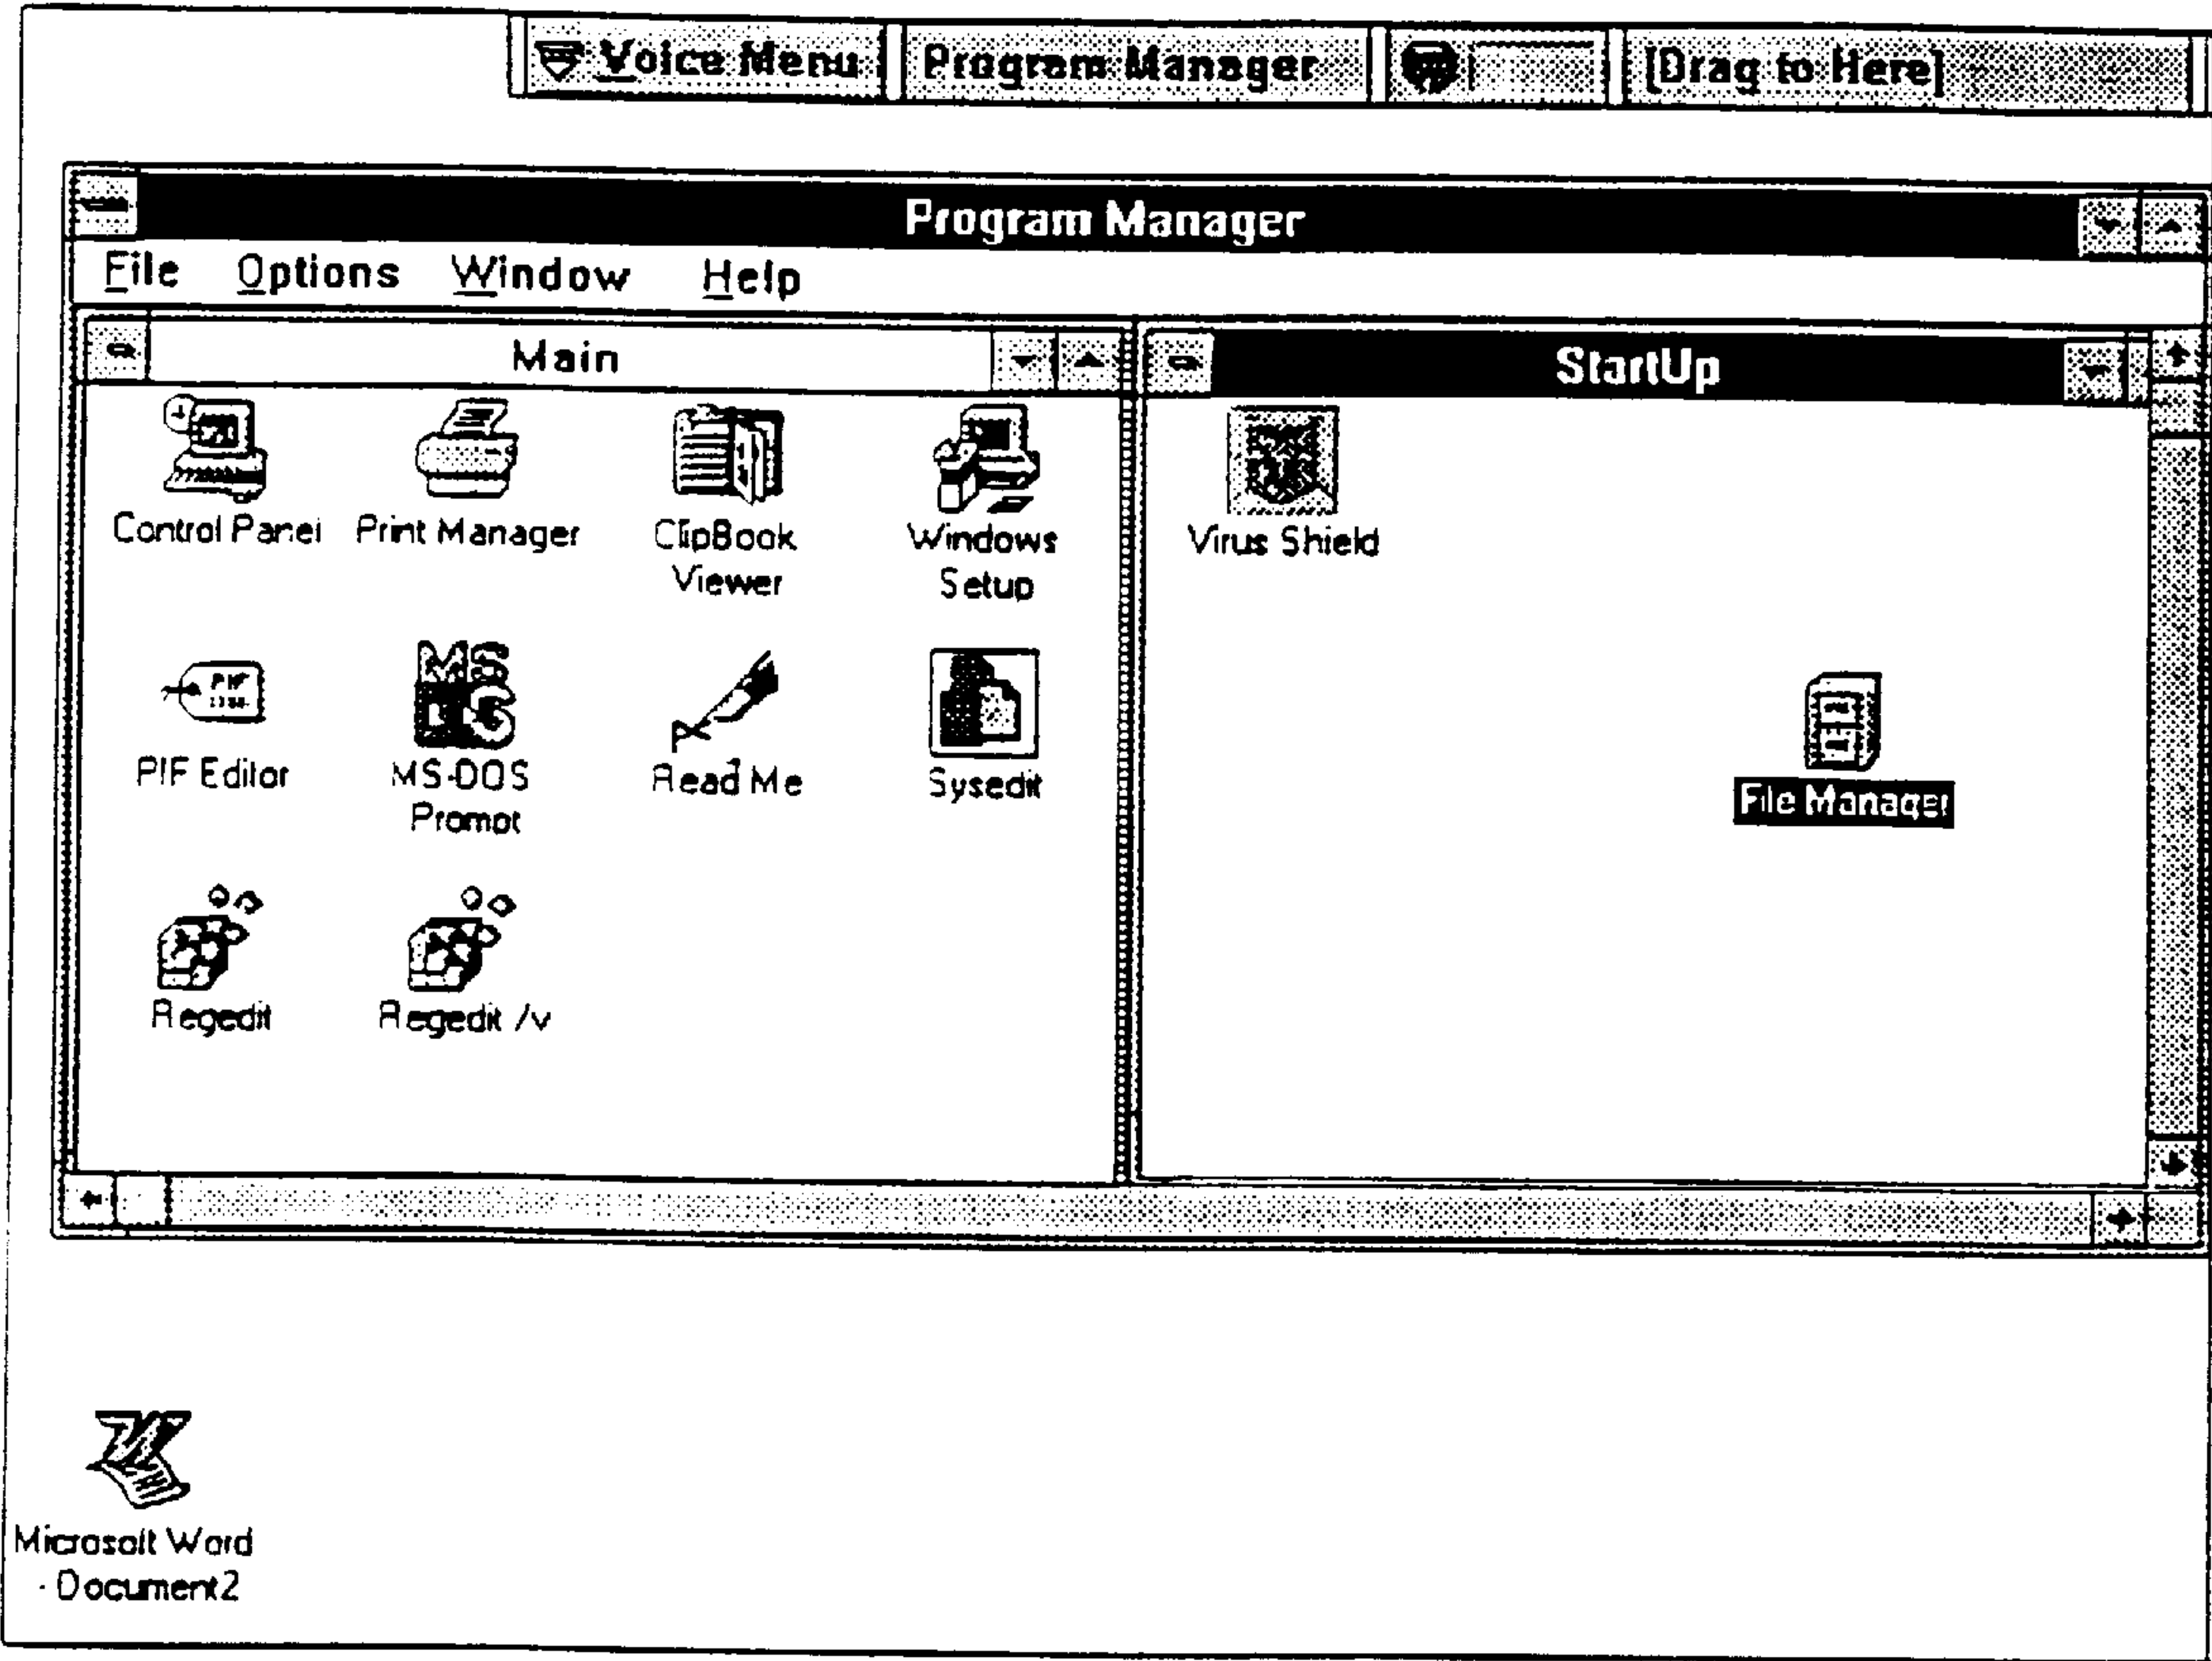 Voice Menu
Program Manager
[Drag to Here]
Program Manager
File Options Window Help
Main
StartUp
Control Panel
Print Manager
ClipBook
Viewer
Windows
Setup
Virus Shield
PIF Editor
MS-DOS
Prompt
Read Me
Sysedit
File Manager
Regedit
Regedit /v
Microsoft Word
- Document2